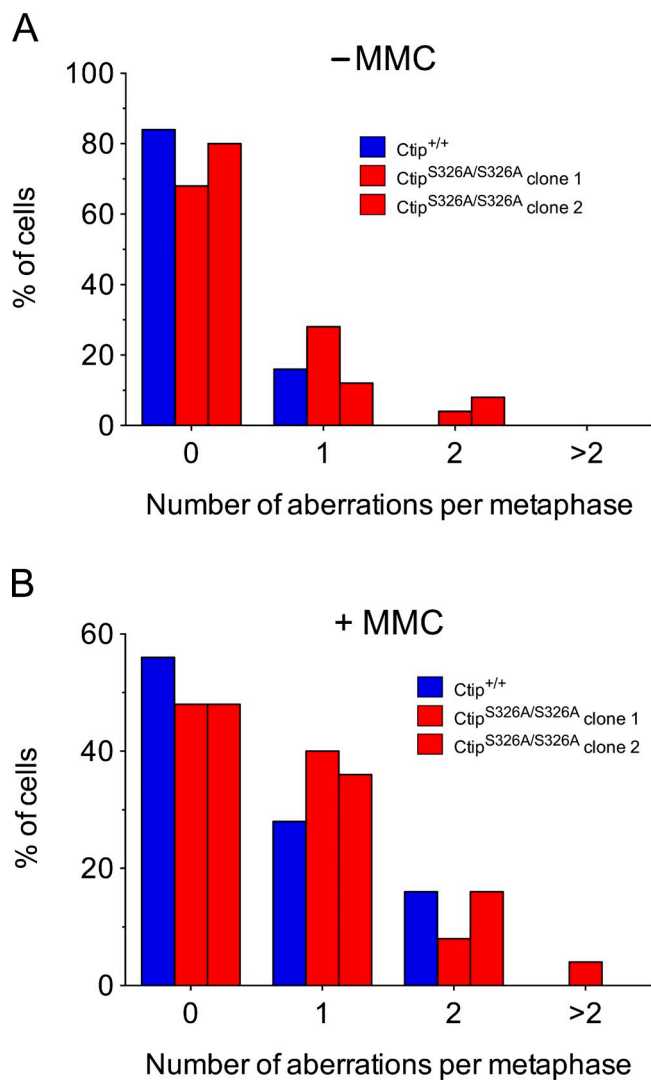 A
– MMC
100
80
60
40
20
0
% of cells
Ctip+/+
CtipS326A/S326A clone 1
CtipS326A/S326A clone 2
0 1 2 >2
Number of aberrations per metaphase
B
+ MMC
60
40
20
0
% of cells
Ctip+/+
CtipS326A/S326A clone 1
CtipS326A/S326A clone 2
0 1 2 >2
Number of aberrations per metaphase